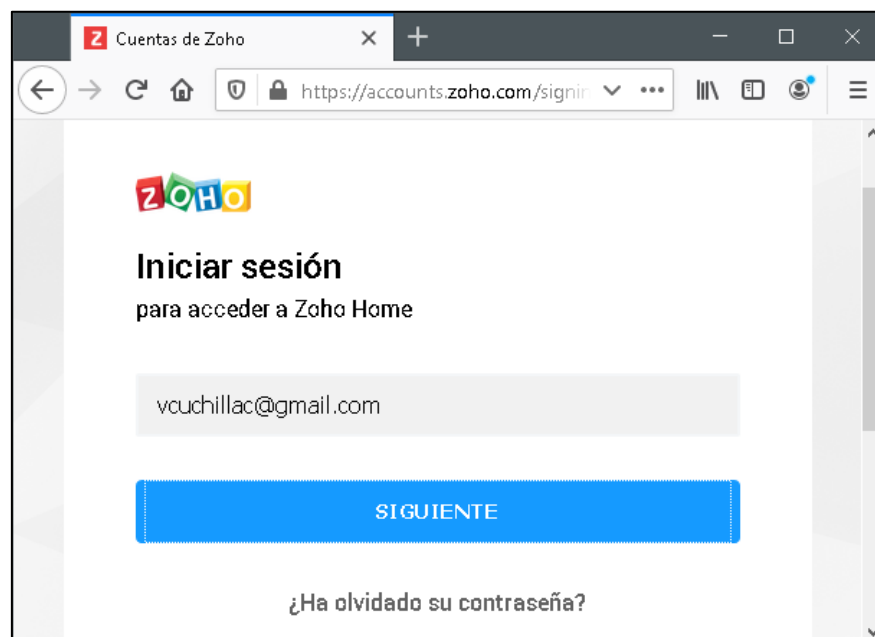 Cuentas de Zoho
https://accounts.zoho.com/signin
ZOHO
Iniciar sesión
para acceder a Zoho Home
vcuchillac@gmail.com
SIGUIENTE
¿Ha olvidado su contraseña?